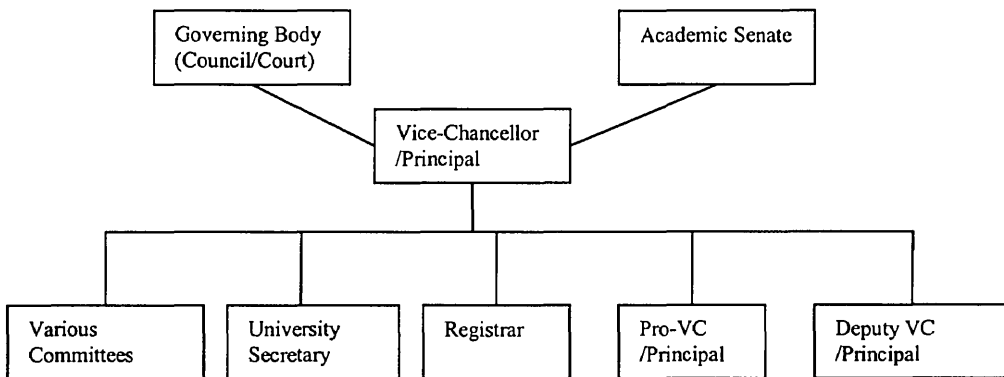 Governing Body
(Council/Court)
Academic Senate
Vice-Chancellor
/Principal
Various
Committees
University
Secretary
Registrar
Pro-VC
/Principal
Deputy VC
/Principal